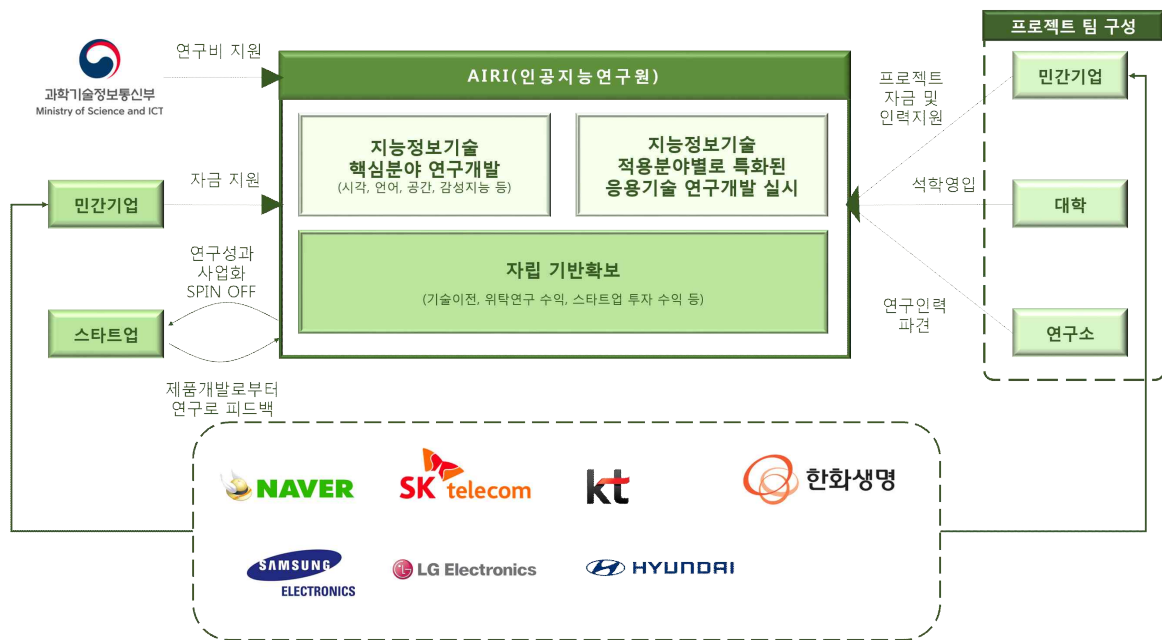 과학기술정보통신부
Ministry of Science and ICT
연구비 지원
AIRI(인공지능연구원)
프로젝트 팀 구성
민간기업
프로젝트
자금 및
인력지원
지능정보기술
핵심분야 연구개발
(시각, 언어, 공간, 감성지능 등)
지능정보기술
적용분야별로 특화된
응용기술 연구개발 실시
민간기업
자금 지원
석학영입
대학
연구성과
사업화
SPIN OFF
자립 기반확보
(기술이전, 위탁연구 수익, 스타트업 투자 수익 등)
스타트업
연구인력
파견
연구소
제품개발로부터
연구로 피드백
NAVER
SK telecom
kt
한화생명
SAMSUNG
ELECTRONICS
LG Electronics
HYUNDAI